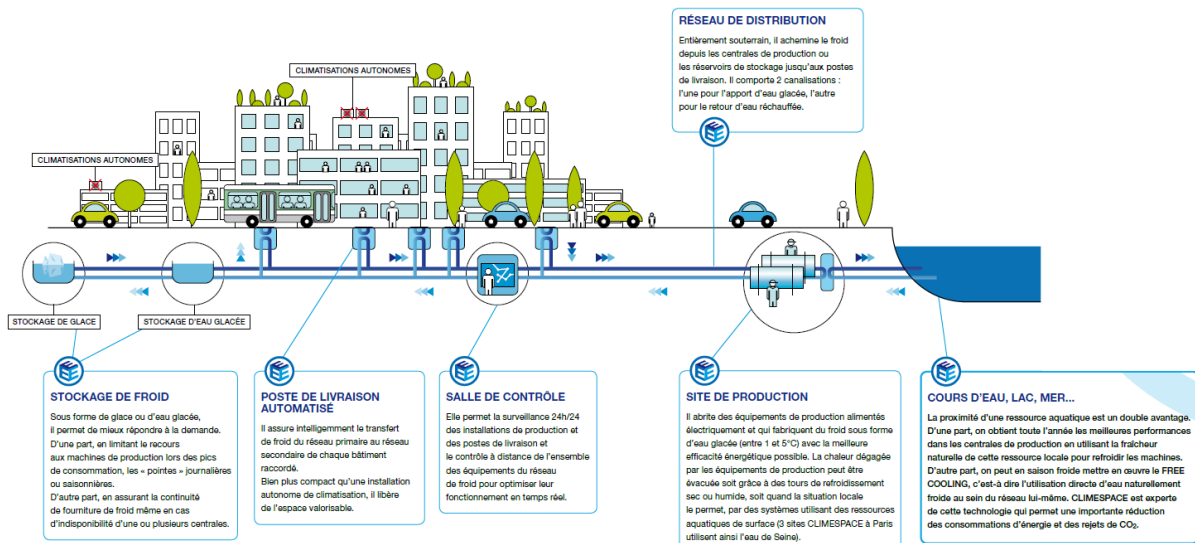 RÉSEAU DE DISTRIBUTION
Entièrement souterrain, il achemine le froid
depuis les centrales de production ou
les réservoirs de stockage jusqu'aux postes
de livraison. Il comporte 2 canalisations :
l'une pour l'apport d'eau glacée, l'autre
pour le retour d'eau réchauffée.
CLIMATISATIONS AUTONOMES
CLIMATISATIONS AUTONOMES
STOCKAGE DE GLACE
STOCKAGE D'EAU GLACÉE
STOCKAGE DE FROID
Sous forme de glace ou d'eau glacée,
il permet de mieux répondre à la demande.
D'une part, en limitant le recours
aux machines de production lors des pics
de consommation, les « pointes » journalières
ou saisonnières.
D'autre part, en assurant la continuité
de fourniture de froid même en cas
d'indisponibilité d'une ou plusieurs centrales.
POSTE DE LIVRAISON
AUTOMATISÉ
Il assure intelligemment le transfert
de froid du réseau primaire au réseau
secondaire de chaque bâtiment
raccordé.
Bien plus compact qu'une installation
autonome de climatisation, il libère
de l'espace valorisable.
SALLE DE CONTRÔLE
Elle permet la surveillance 24h/24
des installations de production et
des postes de livraison et
le contrôle à distance de l'ensemble
des équipements du réseau
de froid pour optimiser leur
fonctionnement en temps réel.
SITE DE PRODUCTION
Il abrite des équipements de production alimentés
électriquement et qui fabriquent du froid sous forme
d'eau glacée (entre 1 et 5°C) avec la meilleure
efficacité énergétique possible. La chaleur dégagée
par les équipements de production peut être
évacuée soit grâce à des tours de refroidissement
sec ou humide, soit quand la situation locale
le permet, par des systèmes utilisant des ressources
aquatiques de surface (3 sites CLIMESPACE à Paris
utilisent ainsi l'eau de Seine).
COURS D'EAU, LAC, MER...
La proximité d'une ressource aquatique est un double avantage.
D'une part, on obtient toute l'année les meilleures performances
dans les centrales de production en utilisant la fraîcheur
naturelle de cette ressource locale pour refroidir les machines.
D'autre part, on peut en saison froide mettre en œuvre le FREE
COOLING, c'est-à dire l'utilisation directe d'eau naturellement
froide au sein du réseau lui-même. CLIMESPACE est experte
de cette technologie qui permet une importante réduction
des consommations d'énergie et des rejets de CO₂.